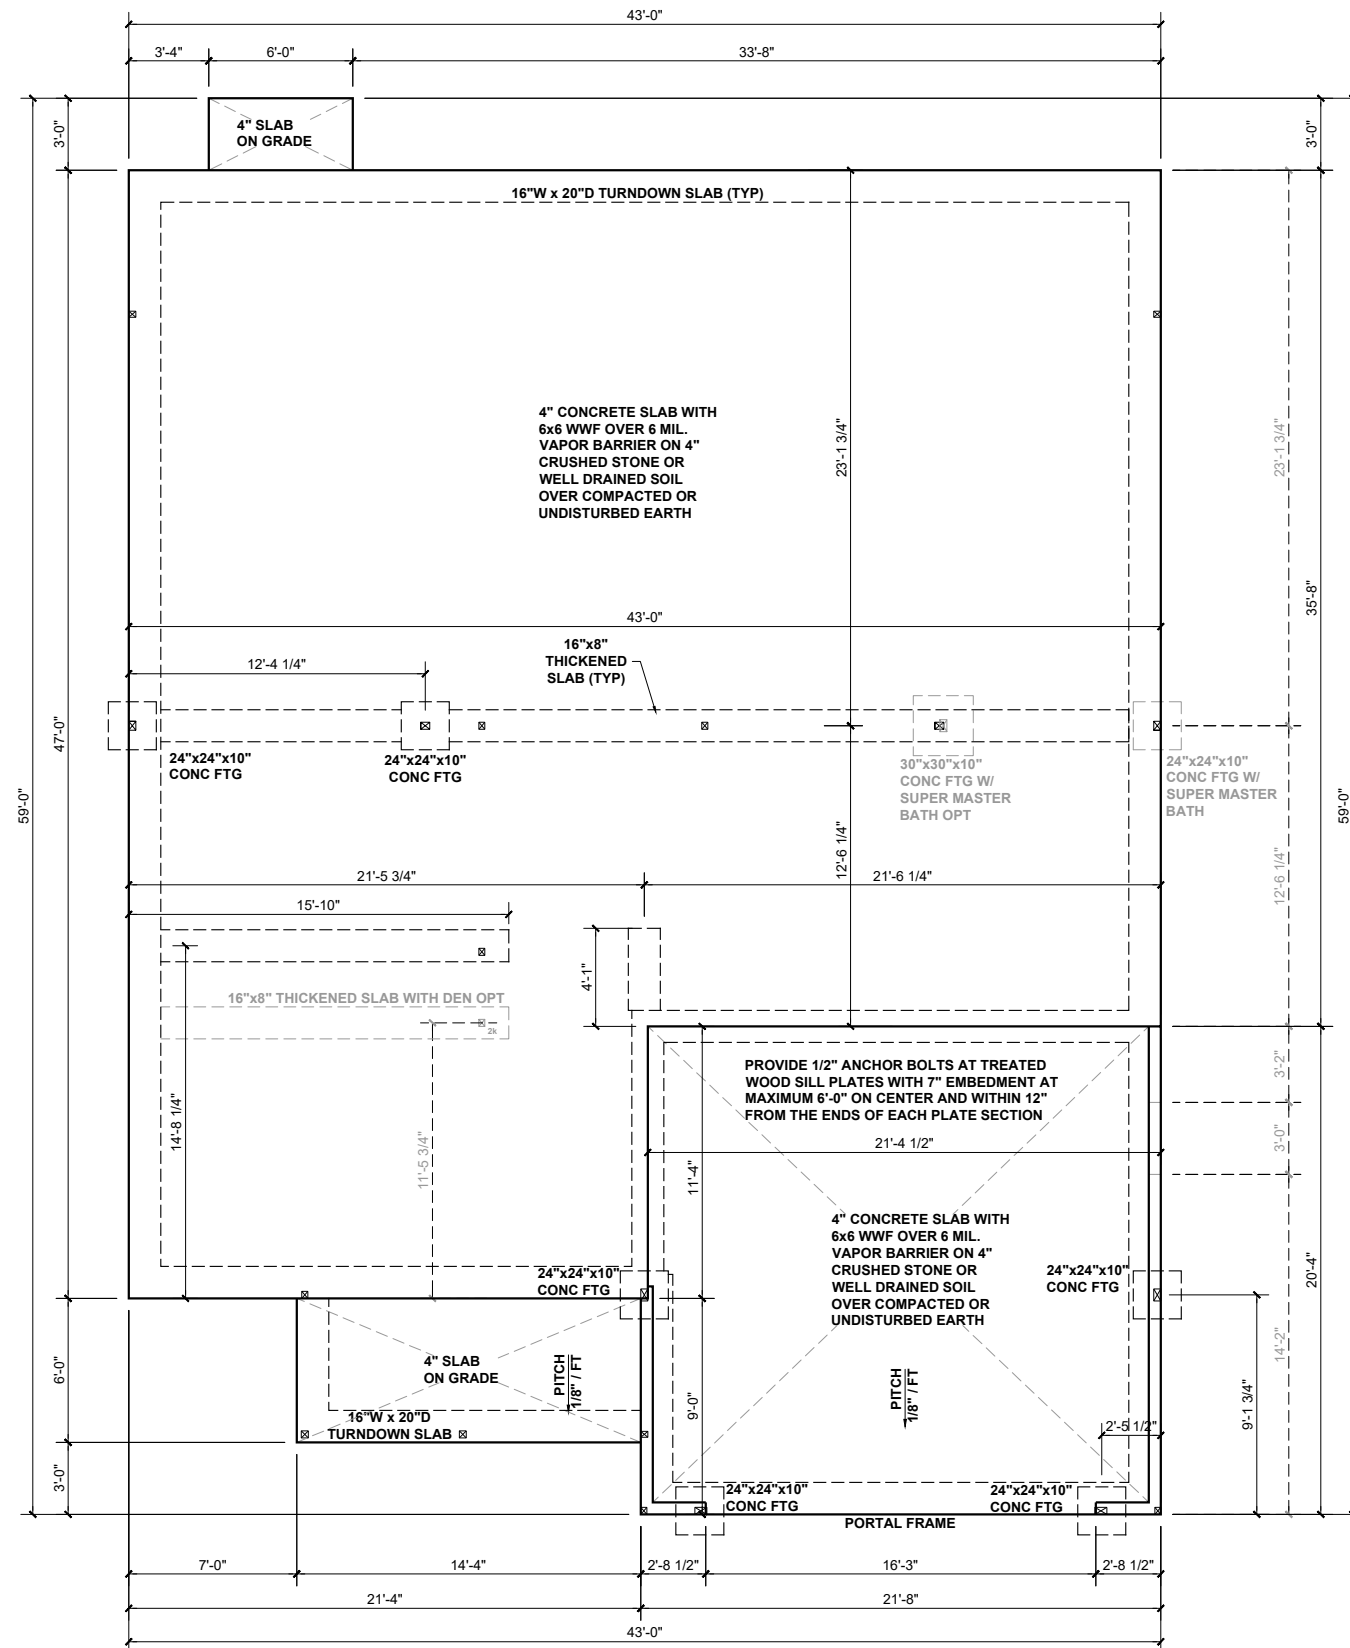 43'-0"
3'-4"
6'-0"
33'-8"
3'-0"
4" SLAB
ON GRADE
3'-0"
16"W x 20"D TURNDOWN SLAB (TYP)
4" CONCRETE SLAB WITH
6x6 WWF OVER 6 MIL.
VAPOR BARRIER ON 4"
CRUSHED STONE OR
WELL DRAINED SOIL
OVER COMPACTED OR
UNDISTURBED EARTH
23'-1 3/4"
23'-1 3/4"
35'-8"
43'-0"
12'-4 1/4"
16"x8"
THICKENED
SLAB (TYP)
47'-0"
59'-0"
24"x24"x10"
CONC FTG
24"x24"x10"
CONC FTG
30"x30"x10"
CONC FTG W/
SUPER MASTER
BATH OPT
24"x24"x10"
CONC FTG W/
SUPER MASTER
BATH
59'-0"
12'-6 1/4"
12'-6 1/4"
21'-5 3/4"
21'-6 1/4"
15'-10"
4'-1"
16"x8" THICKENED SLAB WITH DEN OPT
2k
14'-8 1/4"
11'-5 3/4"
PROVIDE 1/2" ANCHOR BOLTS AT TREATED
WOOD SILL PLATES WITH 7" EMBEDMENT AT
MAXIMUM 6'-0" ON CENTER AND WITHIN 12"
FROM THE ENDS OF EACH PLATE SECTION
3'-2"
3'-0"
21'-4 1/2"
11'-4"
4" CONCRETE SLAB WITH
6x6 WWF OVER 6 MIL.
VAPOR BARRIER ON 4"
CRUSHED STONE OR
WELL DRAINED SOIL
OVER COMPACTED OR
UNDISTURBED EARTH
24"x24"x10"
CONC FTG
24"x24"x10"
CONC FTG
20'-4"
14'-2"
6'-0"
4" SLAB
ON GRADE
PITCH
1/8" / FT
PITCH
1/8" / FT
9'-0"
9'-1 3/4"
16"W x 20"D
TURNDOWN SLAB
2'-5 1/2"
3'-0"
24"x24"x10"
CONC FTG
24"x24"x10"
CONC FTG
PORTAL FRAME
7'-0"
14'-4"
2'-8 1/2"
16'-3"
2'-8 1/2"
21'-4"
21'-8"
43'-0"